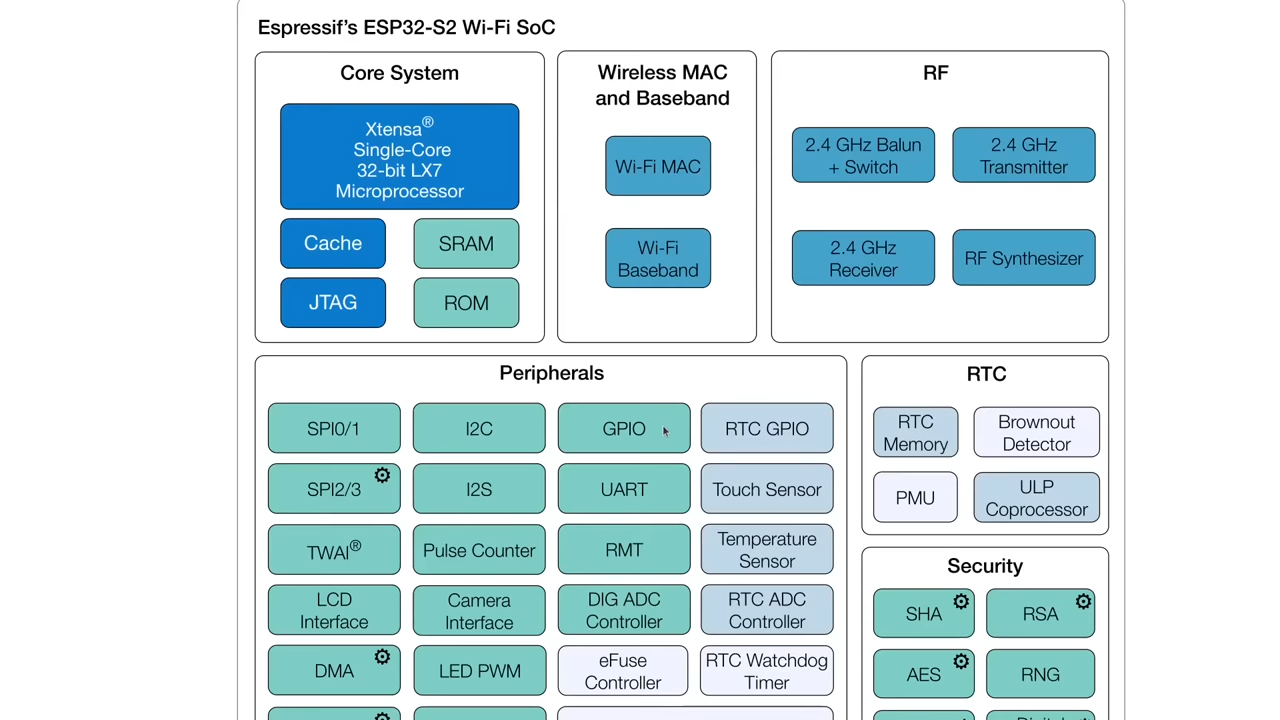 Espressif's ESP32-S2 Wi-Fi SoC
Core System
Xtensa®
Single-Core
32-bit LX7
Microprocessor
Cache
SRAM
JTAG
ROM
Wireless MAC
and Baseband
Wi-Fi MAC
Wi-Fi
Baseband
RF
2.4 GHz Balun
+ Switch
2.4 GHz
Transmitter
2.4 GHz
Receiver
RF Synthesizer
Peripherals
SPI0/1
I2C
GPIO
RTC GPIO
SPI2/3
I2S
UART
Touch Sensor
TWAI®
Pulse Counter
RMT
Temperature
Sensor
LCD
Interface
Camera
Interface
DIG ADC
Controller
RTC ADC
Controller
DMA
LED PWM
eFuse
Controller
RTC Watchdog
Timer
RTC
RTC
Memory
Brownout
Detector
PMU
ULP
Coprocessor
Security
SHA
RSA
AES
RNG